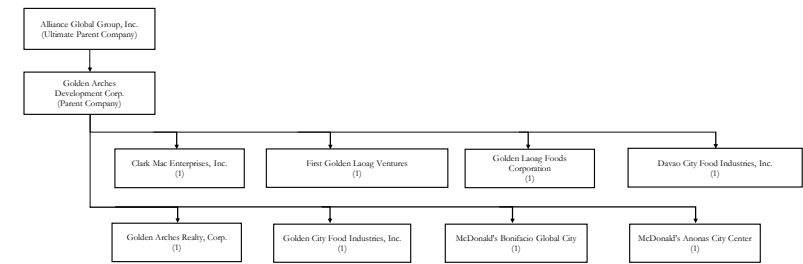 Alliance Global Group, Inc.
(Ultimate Parent Company)
Golden Arches
Development Corp.
(Parent Company)
Clark Mac Enterprises, Inc.
(1)
First Golden Laoag Ventures
(1)
Golden Laoag Foods
Corporation
(1)
Davao City Food Industries, Inc.
(1)
Golden Arches Realty, Corp.
(1)
Golden City Food Industries, Inc.
(1)
McDonald's Bonifacio Global City
(1)
McDonald's Anonas City Center
(1)